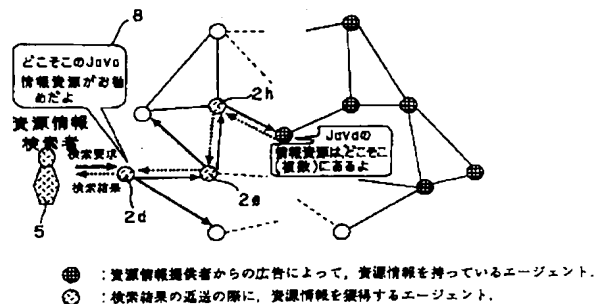 8
どこそこのJava
情報資源がお勧
めだよ
2h
資源情報
検索者
検索要求
検索結果
Javaの
情報資源は、どこそこ
(複数)にあるよ
5
2d
2e
:資源情報提供者からの広告によって,資源情報を持っているエージェント.
:検索結果の返送の際に,資源情報を獲得するエージェント.